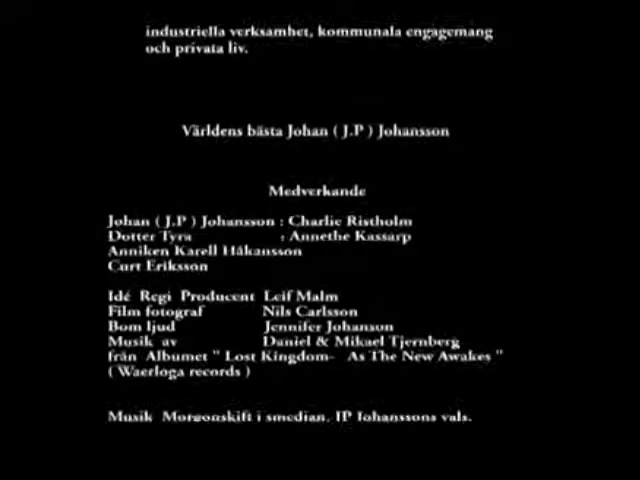 industriella verksamhet, kommunala engagemang
och privata liv.
Världens bästa Johan ( J.P ) Johansson
Medverkande
Johan ( J.P ) Johansson : Charlie Ristholm
Dotter Tyra : Annethe Kassarp
Anniken Karell Håkansson
Curt Eriksson
Idé Regi Producent Leif Malm
Film fotograf Nils Carlsson
Bom ljud Jennifer Johanson
Musik av Daniel & Mikael Tjernberg
från Albumet " Lost Kingdom- As The New Awakes "
( Waerloga records )
Musik Morgonskift i smedjan, JP Johanssons vals.